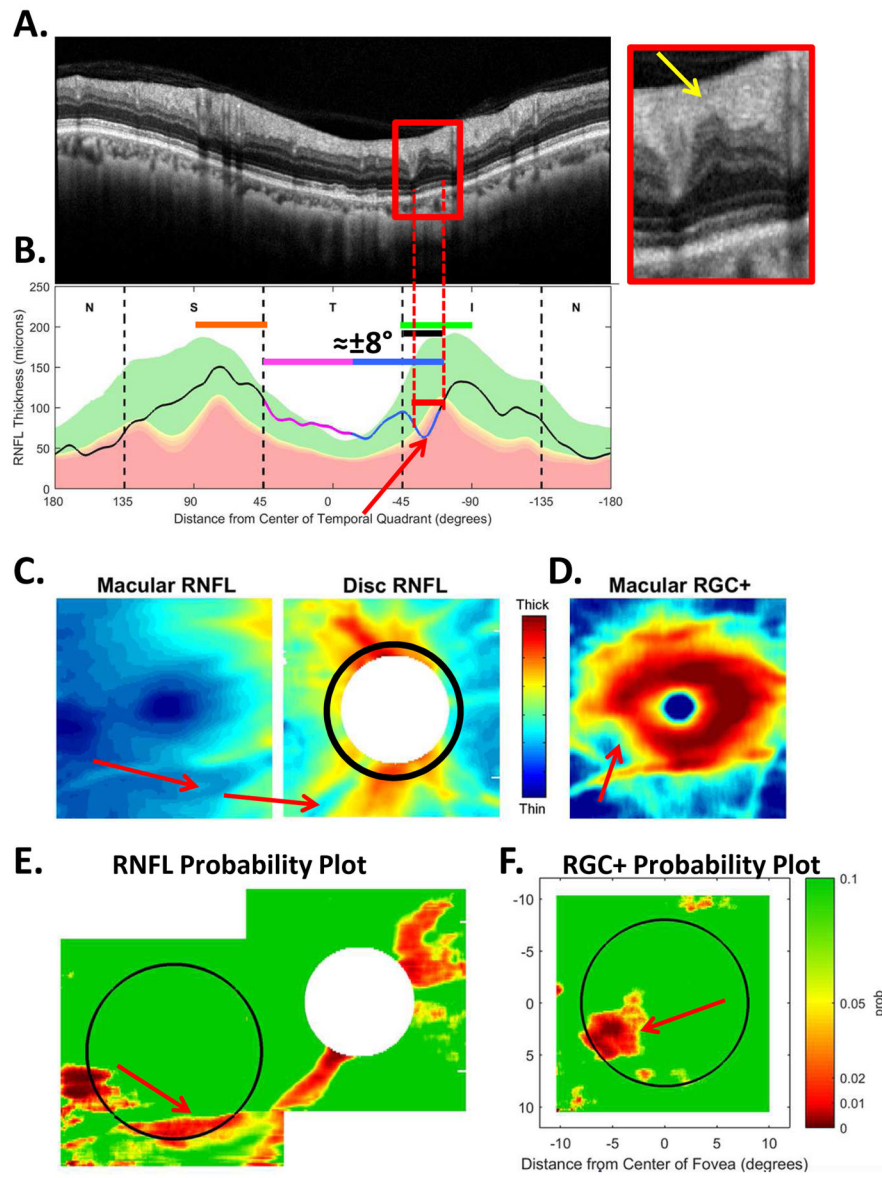 A.
B.
250
200
150
100
50
0
RNFL Thickness (microns)
N S T I N
≈±8°
180 135 90 45 0 -45 -90 -135 -180
Distance from Center of Temporal Quadrant (degrees)
C.
Macular RNFL
Disc RNFL
Thick
Thin
D.
Macular RGC+
E.
RNFL Probability Plot
F.
RGC+ Probability Plot
-10
-5
0
5
10
-10 -5 0 5 10
Distance from Center of Fovea (degrees)
0.1
0.05
0.02
0.01
0
prob